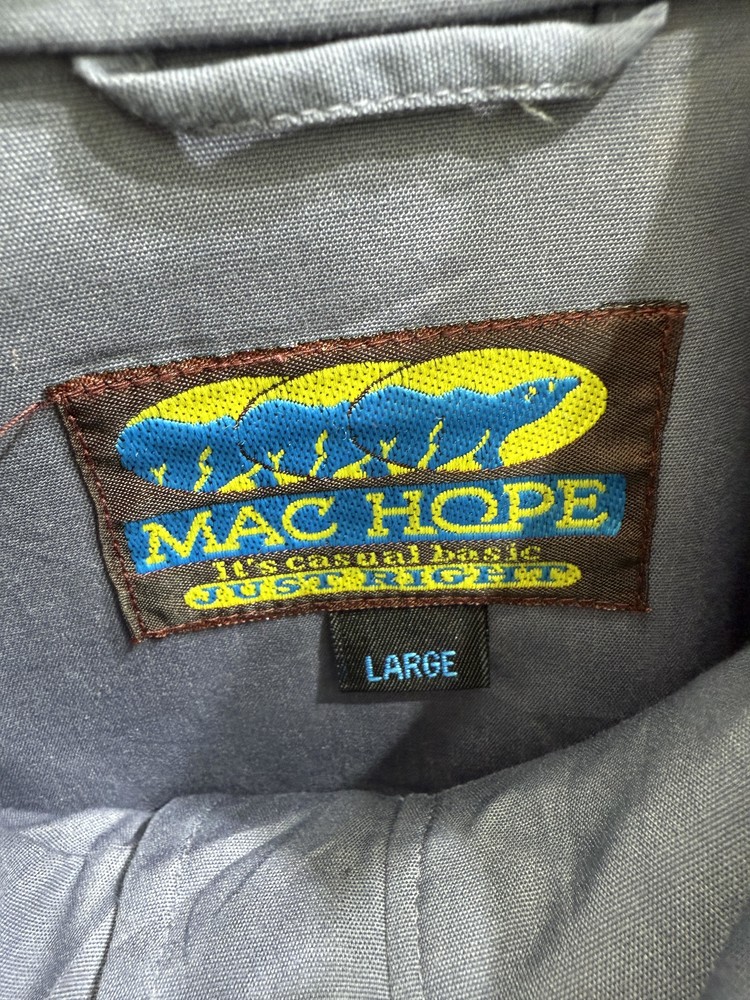 MAC HOPE
It's casual basic
JUST RIGHT
LARGE